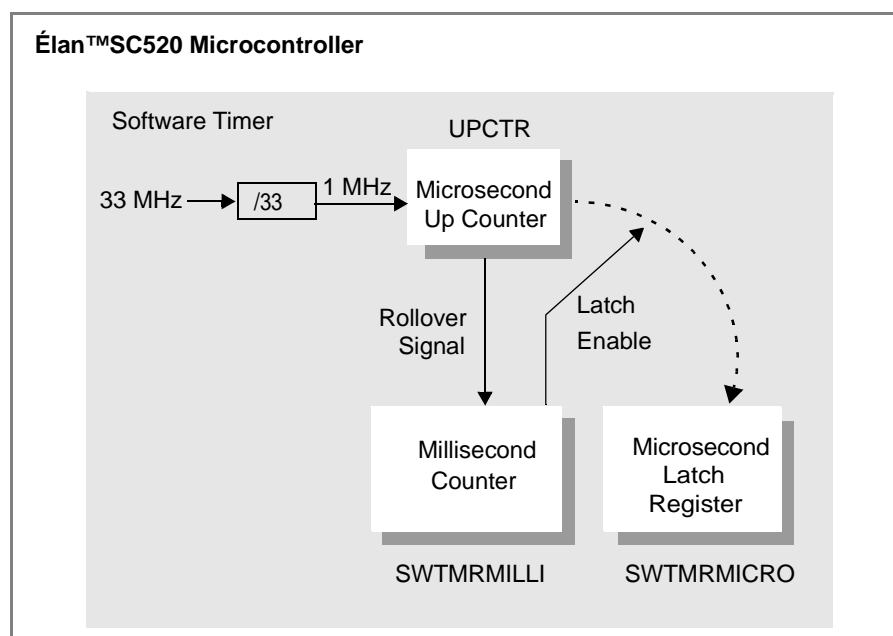 Élan™SC520 Microcontroller
Software Timer
UPCTR
33 MHz
/33
1 MHz
Microsecond
Up Counter
Rollover
Signal
Latch
Enable
Millisecond
Counter
Microsecond
Latch
Register
SWTMRMILLI
SWTMRMICRO